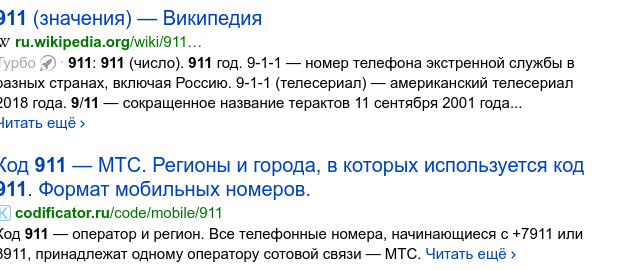 911 (значения) — Википедия
W ru.wikipedia.org/wiki/911…
Турбо · 911: 911 (число). 911 год. 9-1-1 — номер телефона экстренной службы в
разных странах, включая Россию. 9-1-1 (телесериал) — американский телесериал
2018 года. 9/11 — сокращенное название терактов 11 сентября 2001 года...
Читать ещё ›
Код 911 — МТС. Регионы и города, в которых используется код
911. Формат мобильных номеров.
K codificator.ru/code/mobile/911
Код 911 — оператор и регион. Все телефонные номера, начинающиеся с +7911 или
8911, принадлежат одному оператору сотовой связи — МТС. Читать ещё ›